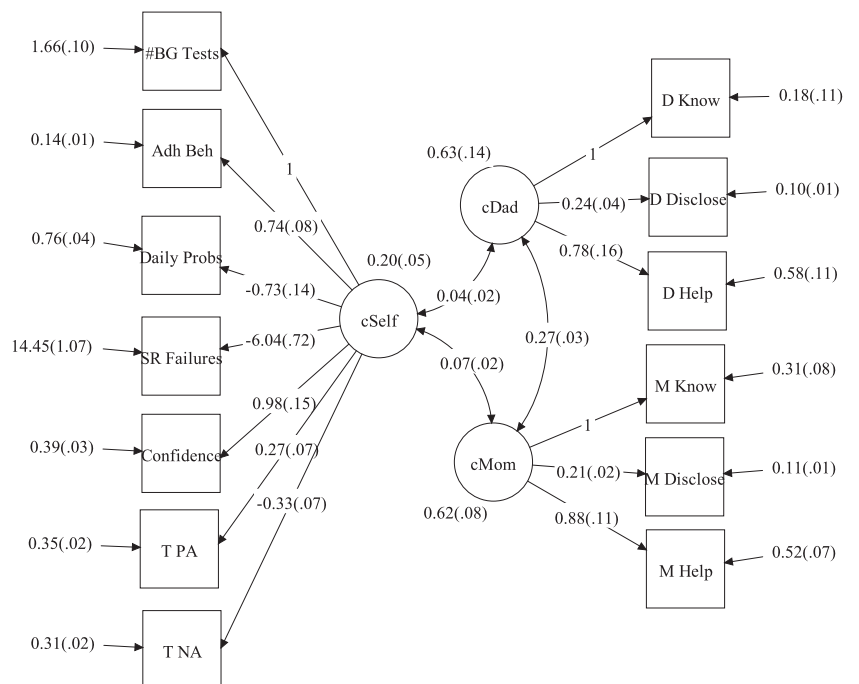 1.66(.10)
#BG Tests
0.14(.01)
Adh Beh
0.76(.04)
Daily Probs
14.45(1.07)
SR Failures
0.39(.03)
Confidence
0.35(.02)
T PA
0.31(.02)
T NA
1
0.74(.08)
-0.73(.14)
-6.04(.72)
0.98(.15)
0.27(.07)
-0.33(.07)
0.20(.05)
cSelf
0.04(.02)
0.07(.02)
0.27(.03)
0.63(.14)
cDad
1
0.24(.04)
0.78(.16)
D Know
0.18(.11)
D Disclose
0.10(.01)
D Help
0.58(.11)
cMom
0.62(.08)
1
0.21(.02)
0.88(.11)
M Know
0.31(.08)
M Disclose
0.11(.01)
M Help
0.52(.07)